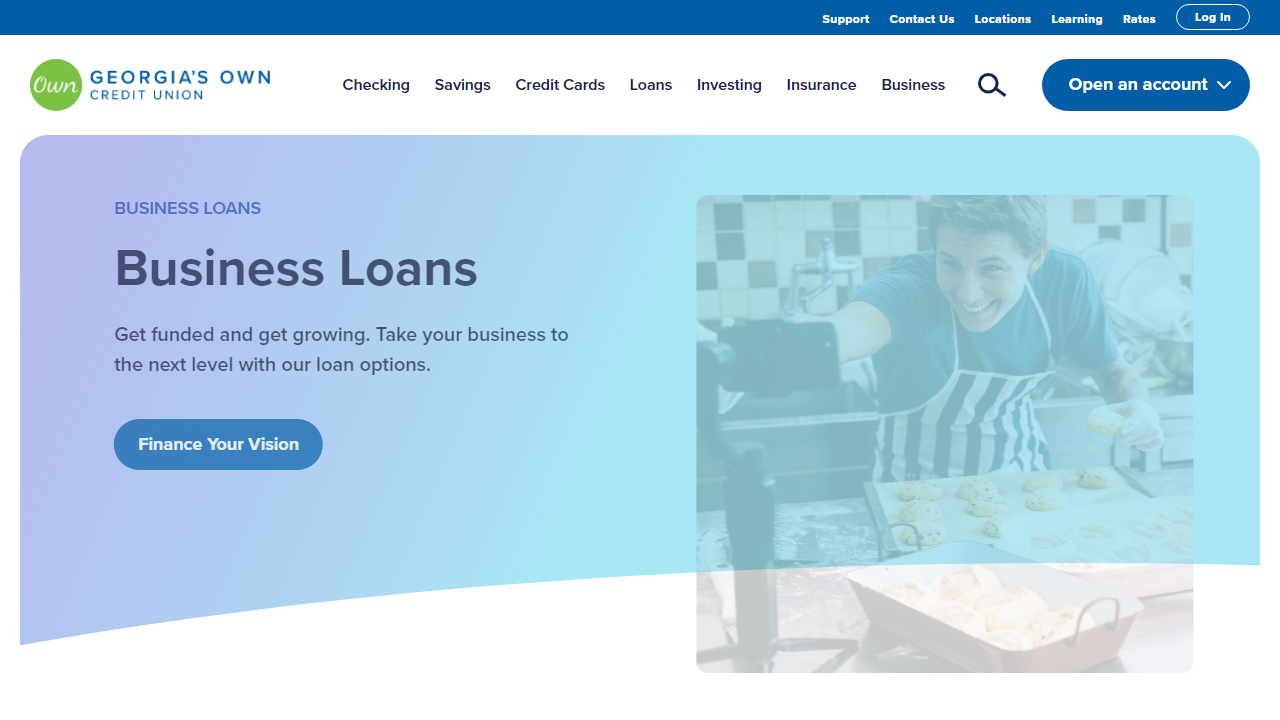 Support Contact Us Locations Learning Rates Log In
Own GEORGIA'S OWN
CREDIT UNION
Checking Savings Credit Cards Loans Investing Insurance Business Open an account
BUSINESS LOANS
Business Loans
Get funded and get growing. Take your business to
the next level with our loan options.
Finance Your Vision